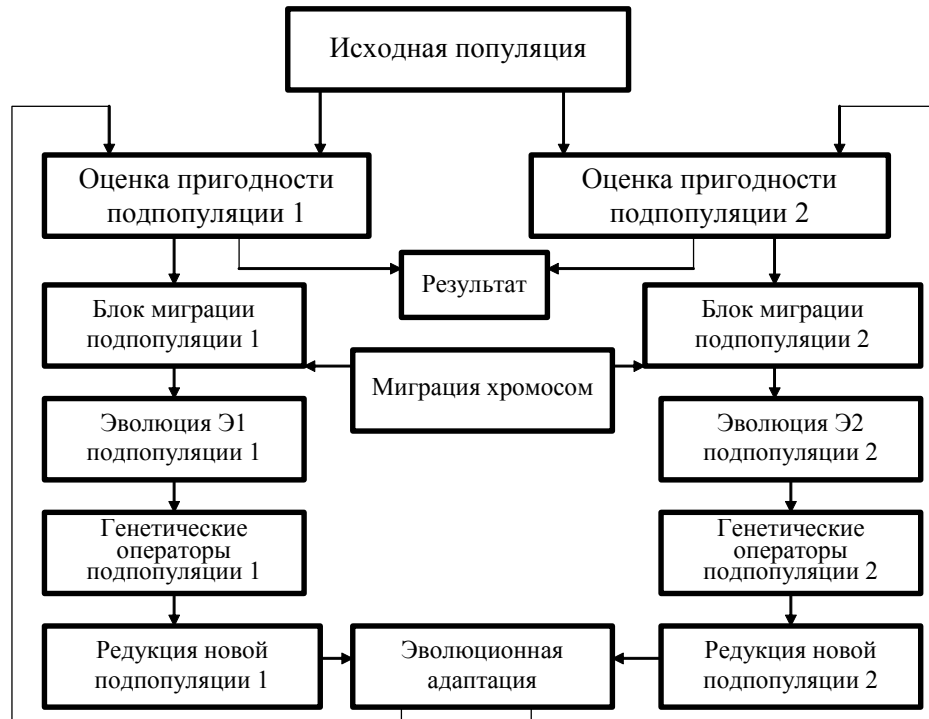 Исходная популяция
Оценка пригодности
подпопуляции 1
Оценка пригодности
подпопуляции 2
Результат
Блок миграции
подпопуляции 1
Блок миграции
подпопуляции 2
Миграция хромосом
Эволюция Э1
подпопуляции 1
Эволюция Э2
подпопуляции 2
Генетические
операторы
подпопуляции 1
Генетические
операторы
подпопуляции 2
Редукция новой
подпопуляции 1
Эволюционная
адаптация
Редукция новой
подпопуляции 2